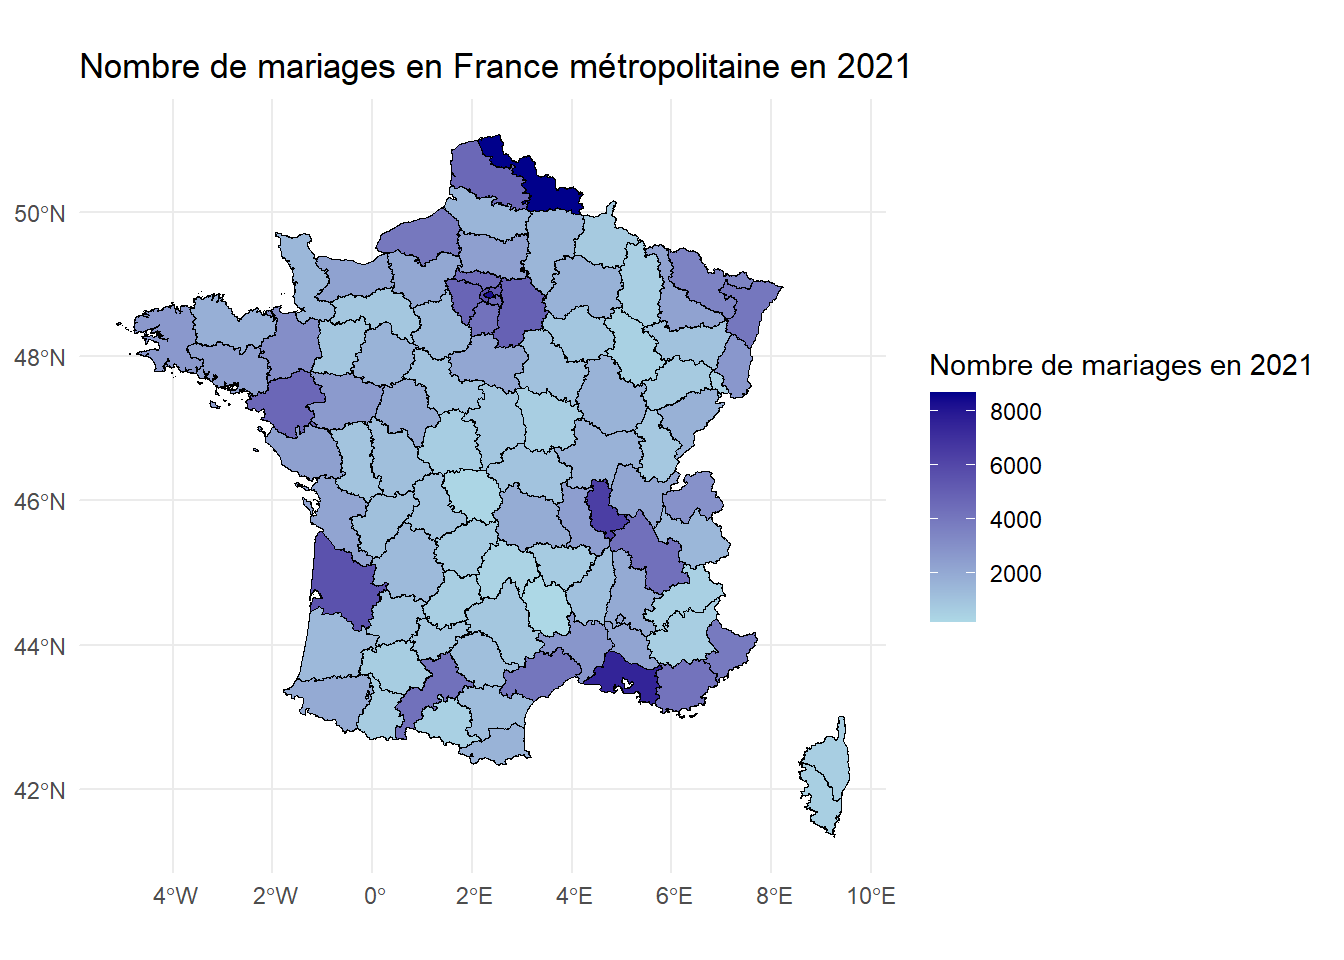 Nombre de mariages en France métropolitaine en 2021
50°N
48°N
46°N
44°N
42°N
4°W
2°W
0°
2°E
4°E
6°E
8°E
10°E
Nombre de mariages en 2021
8000
6000
4000
2000